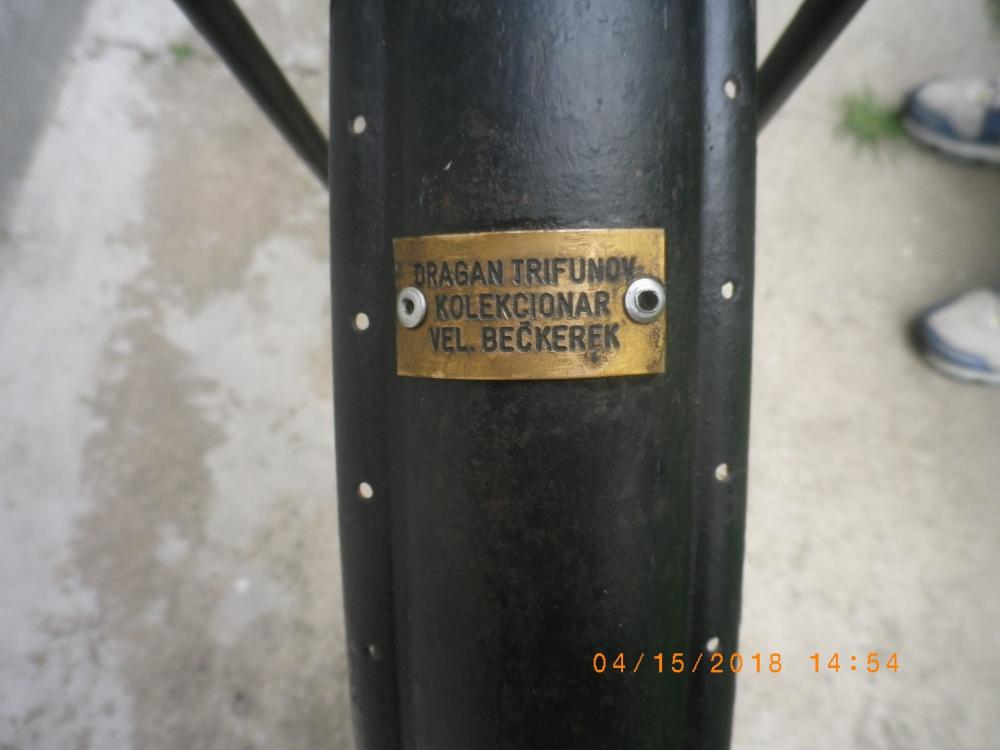 DRAGAN TRIFUNOV
KOLEKCIONAR
VEL. BEČKEREK
04/15/2018 14:54